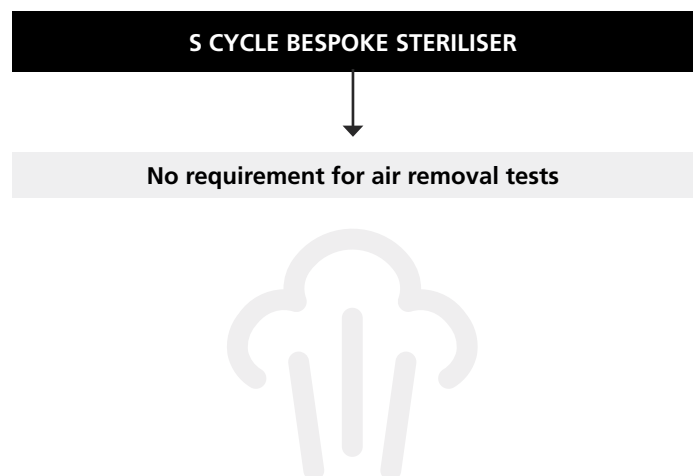 S CYCLE BESPOKE STERILISER
No requirement for air removal tests